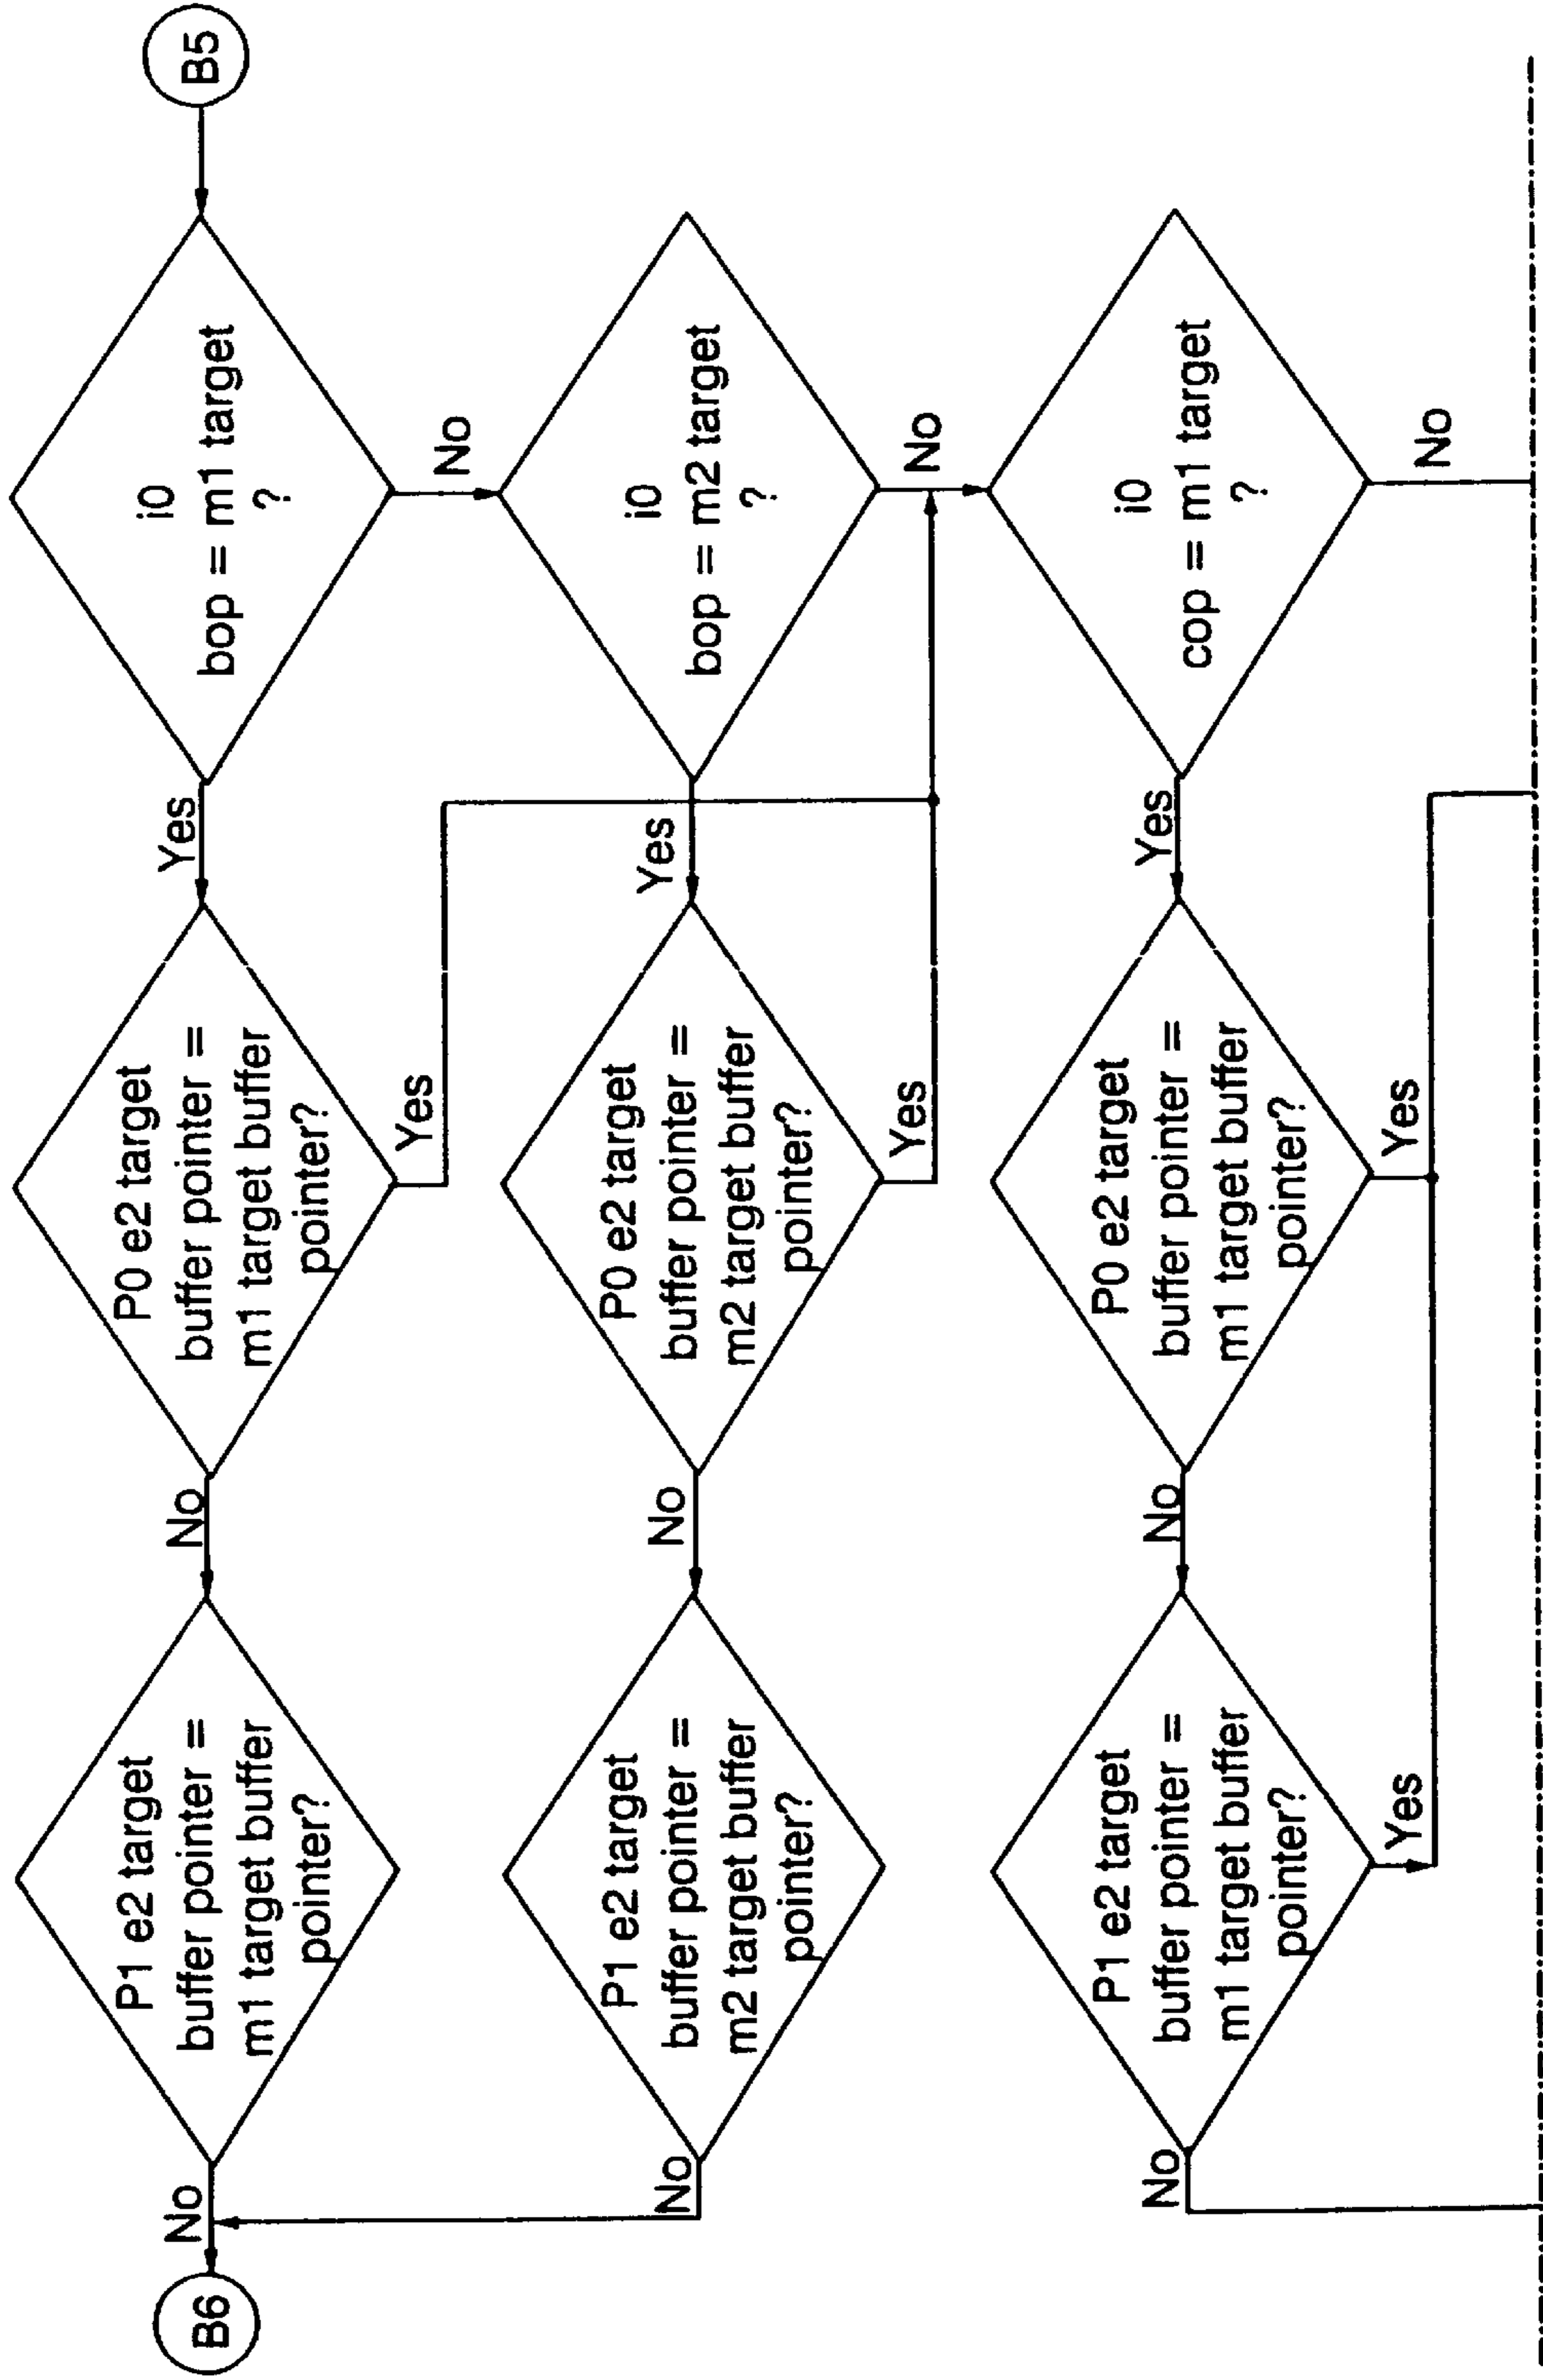 B5
i0
bop = m1 target
?
Yes
No
P0 e2 target
buffer pointer =
m1 target buffer
pointer?
Yes
No
P1 e2 target
buffer pointer =
m1 target buffer
pointer?
No
B6
i0
bop = m2 target
?
Yes
No
P0 e2 target
buffer pointer =
m2 target buffer
pointer?
Yes
No
P1 e2 target
buffer pointer =
m2 target buffer
pointer?
No
i0
cop = m1 target
?
Yes
No
P0 e2 target
buffer pointer =
m1 target buffer
pointer?
Yes
No
P1 e2 target
buffer pointer =
m1 target buffer
pointer?
Yes
No